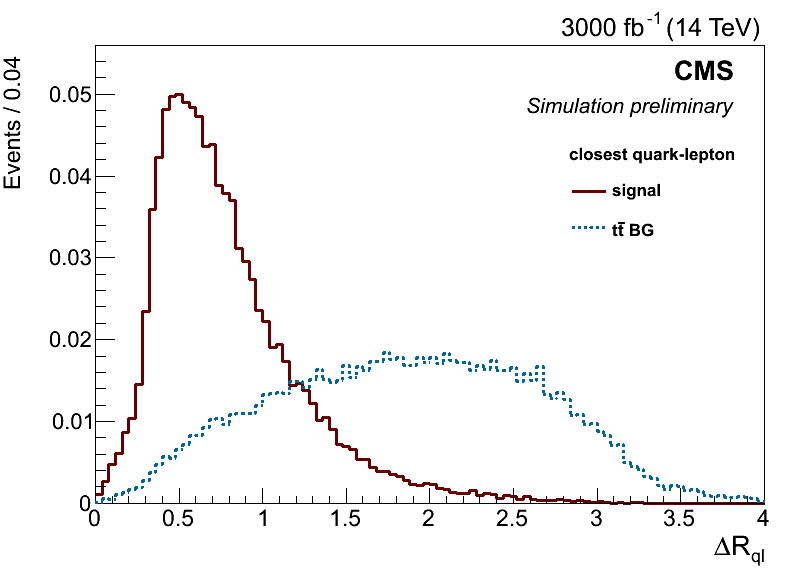 3000 fb⁻¹ (14 TeV)
CMS
Simulation preliminary
closest quark-lepton
signal
tt̄ BG
Events / 0.04
0.05
0.04
0.03
0.02
0.01
0
0 0.5 1 1.5 2 2.5 3 3.5 4
ΔR_ql